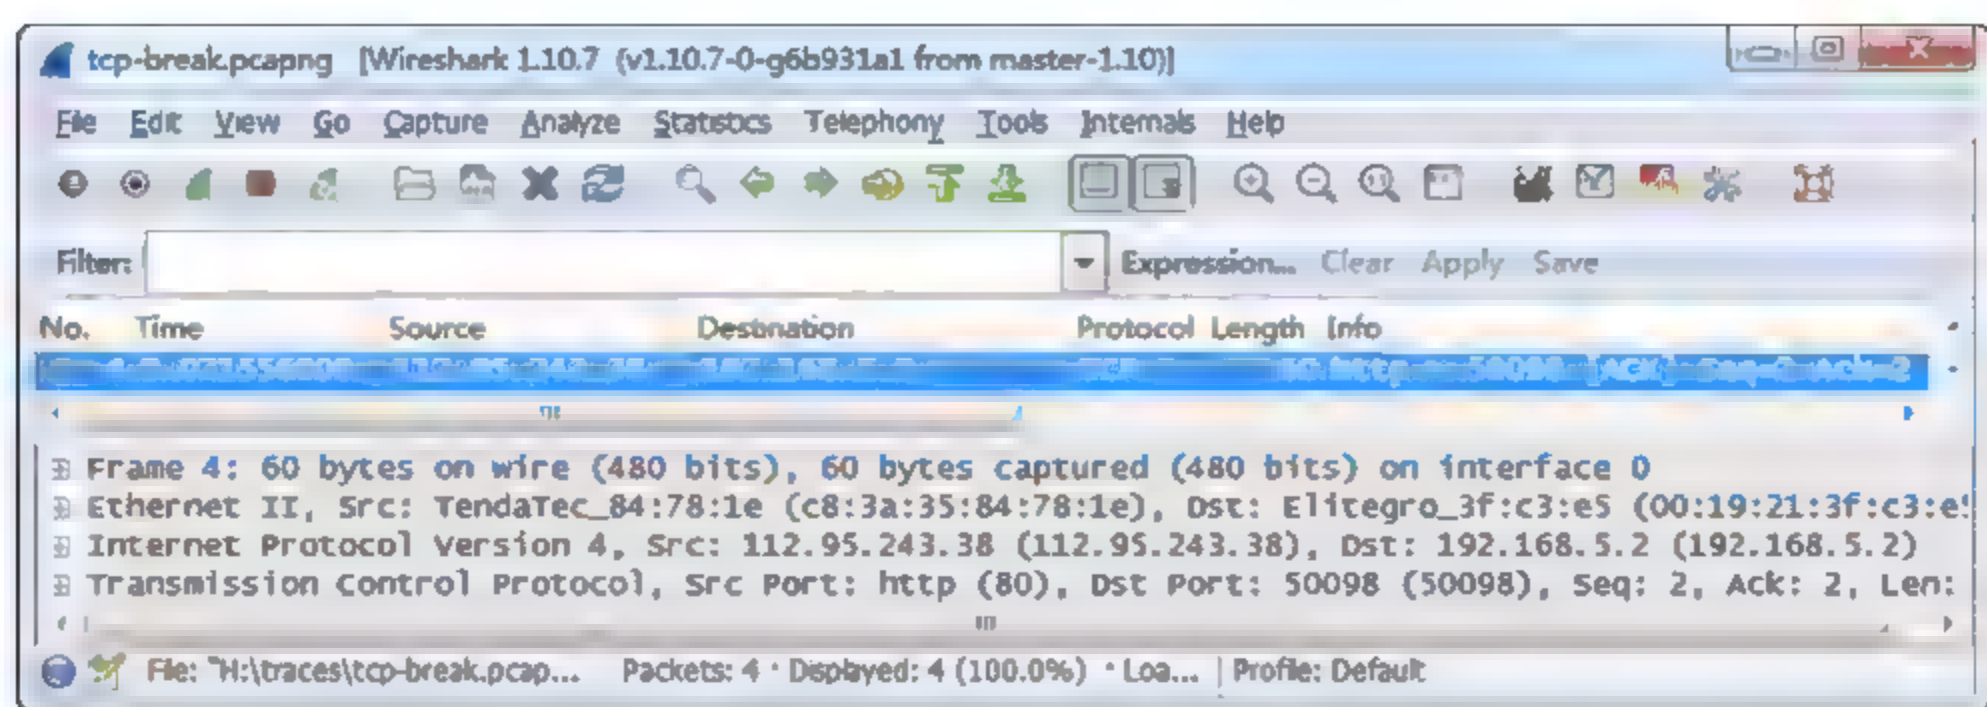 tcp-break.pcapng [Wireshark 1.10.7 (v1.10.7-0-g6b931a1 from master-1.10)]
File Edit View Go Capture Analyze Statistics Telephony Tools Internals Help
Filter: Expression... Clear Apply Save
No. Time Source Destination Protocol Length Info
50098 [ACK]
Frame 4: 60 bytes on wire (480 bits), 60 bytes captured (480 bits) on interface 0
Ethernet II, Src: TendaTec_84:78:1e (c8:3a:35:84:78:1e), Dst: Elitegro_3f:c3:e5 (00:19:21:3f:c3:e5
Internet Protocol Version 4, Src: 112.95.243.38 (112.95.243.38), Dst: 192.168.5.2 (192.168.5.2)
Transmission Control Protocol, Src Port: http (80), Dst Port: 50098 (50098), Seq: 2, Ack: 2, Len:
File: "H:\traces\tcp-break.pcap... Packets: 4 · Displayed: 4 (100.0%) · Loa... Profile: Default